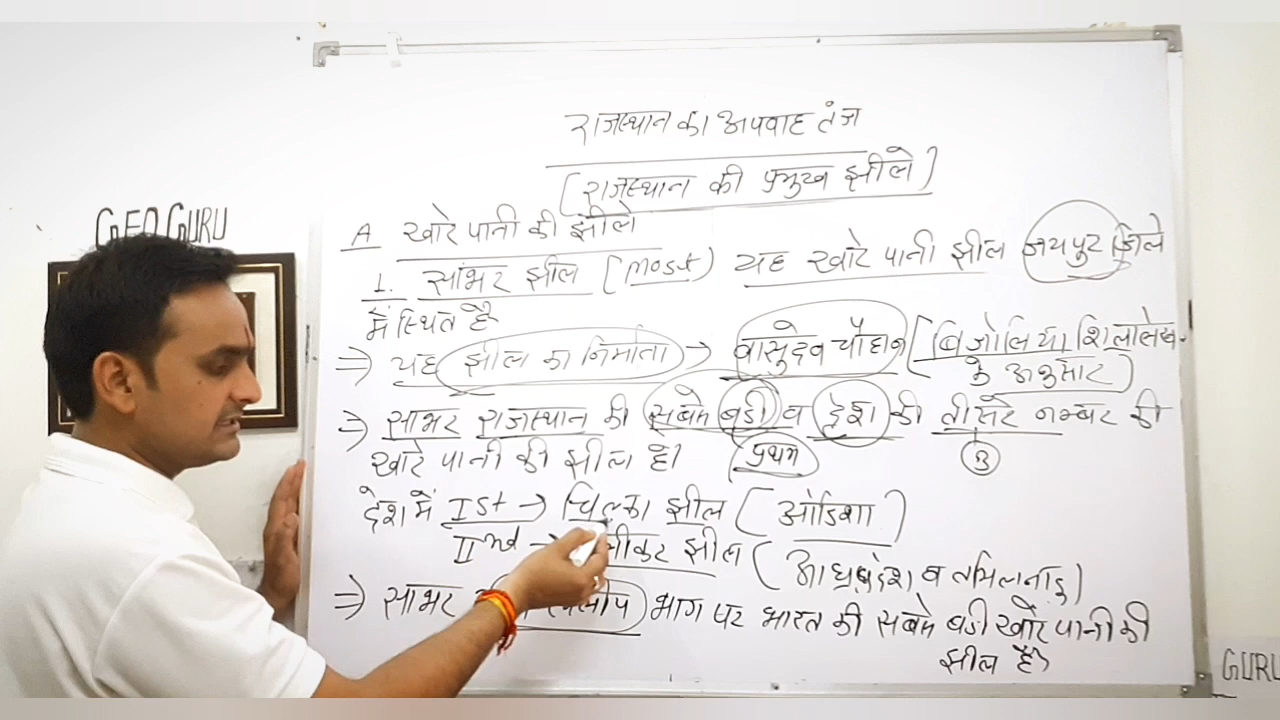 राजस्थान का अपवाह तंत्र
[राजस्थान की प्रमुख झीले]
GEO GURU
A खारे पानी की झीले
1. सांभर झील (most) यह खारे पानी झील जयपुर जिले
में स्थित है
⇒ यह झील का निर्माता → वासुदेव चौहान [बिजोलिया शिलालेख
के अनुसार]
⇒ सांभर राजस्थान की सबसे बडी व देश की तीसरे नम्बर की
खारे पानी की झील है। प्रथम 3
देश में Ist → चिल्का झील [ओडिशा]
IInd → झील (आंध्रप्रदेश व तमिलनाडु)
⇒ सांभर भाग पर भारत की सबसे बडी खारे पानी की
झील है
GURU